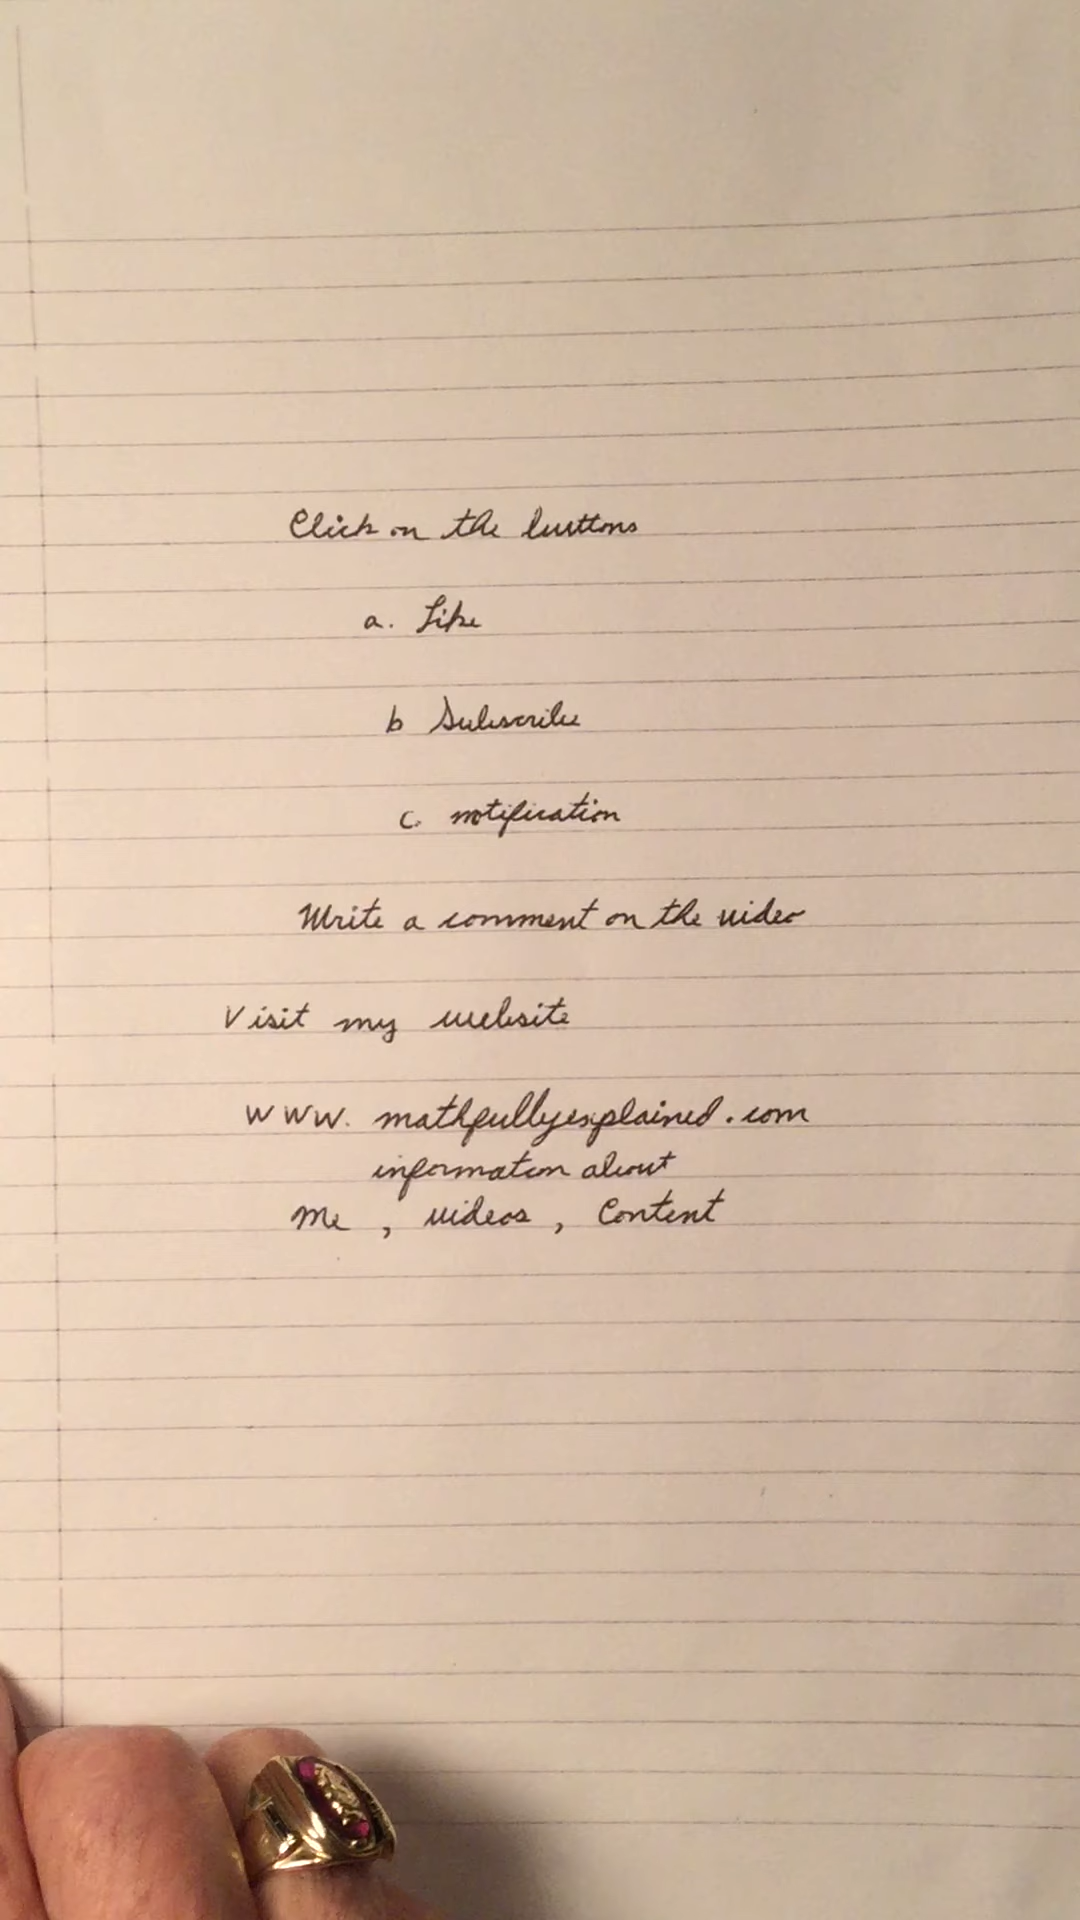 Click on the buttons
a. Like
b Subscribe
c. notification
Write a comment on the video
Visit my website
www. mathfullyexplained.com
information about
me , videos , Content